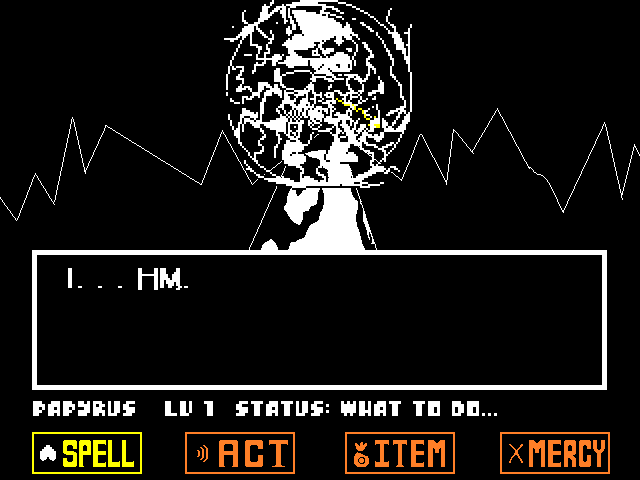 I. . . HM.
PAPYRUS LV 1 STATUS: WHAT TO DO...
SPELL ACT ITEM MERCY